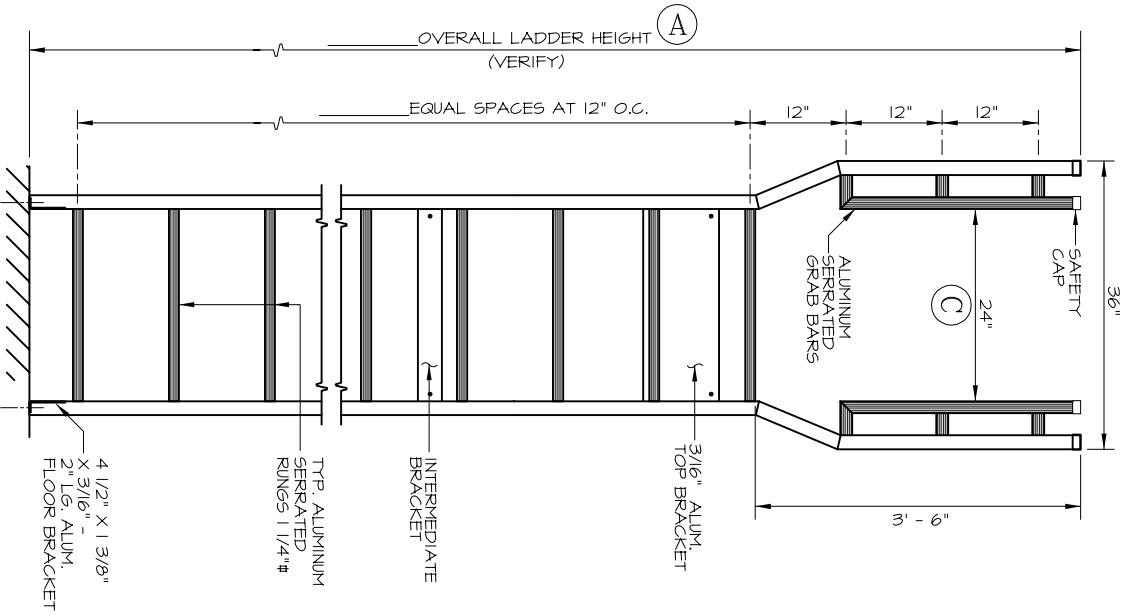 A
OVERALL LADDER HEIGHT
(VERIFY)
EQUAL SPACES AT 12" O.C.
12"
12"
12"
SAFETY
CAP
36"
ALUMINUM
SERRATED
GRAB BARS
C
24"
3/16" ALUM.
TOP BRACKET
3' - 6"
INTERMEDIATE
BRACKET
TYP. ALUMINUM
SERRATED
RUNGS 1 1/4"⌗
4 1/2" X 1 3/8"
X 3/16" -
2" LG. ALUM.
FLOOR BRACKET